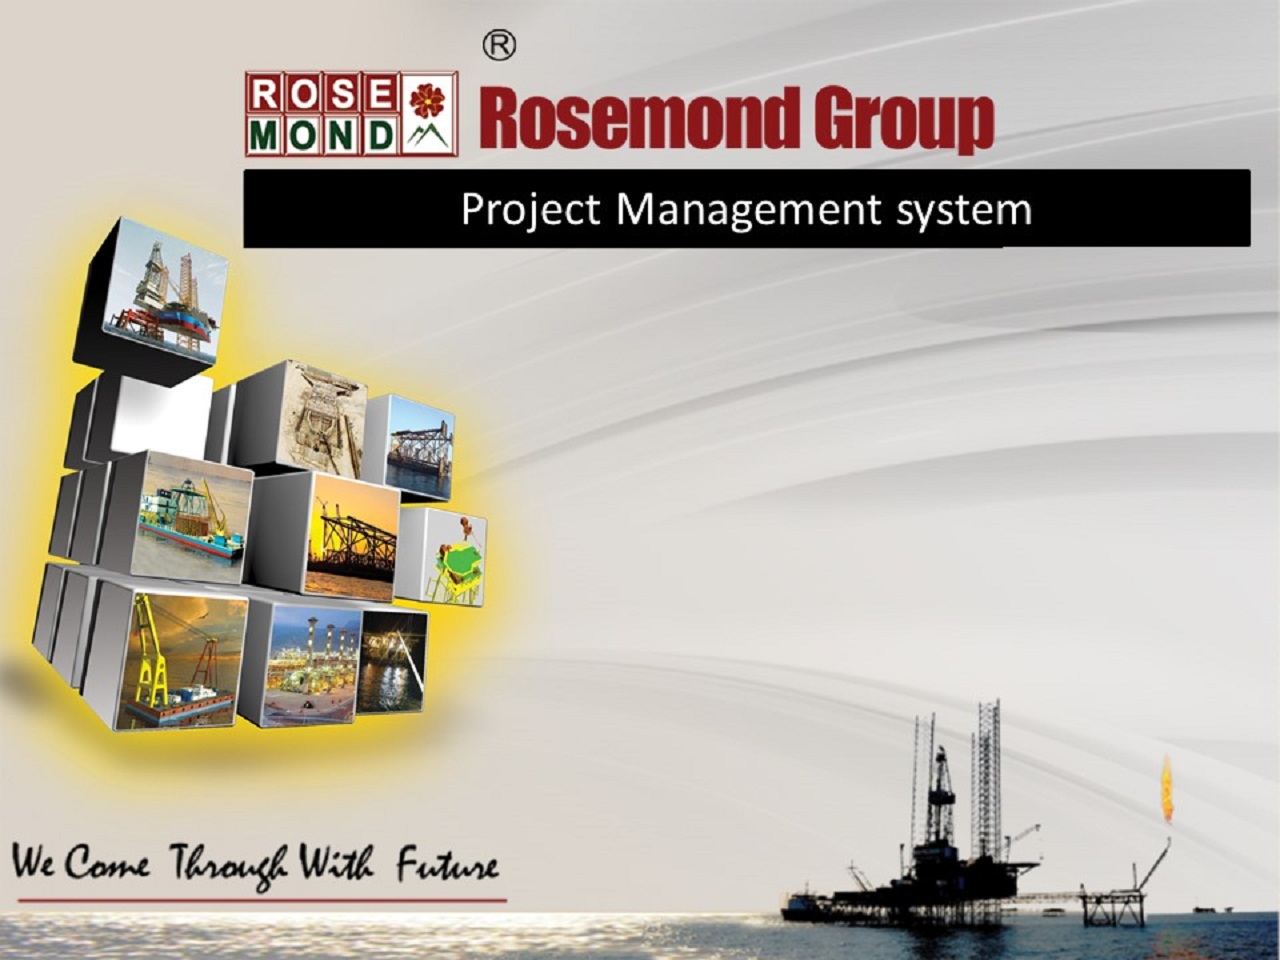 ®
ROSE
MOND
Rosemond Group
Project Management system
We Come Through With Future